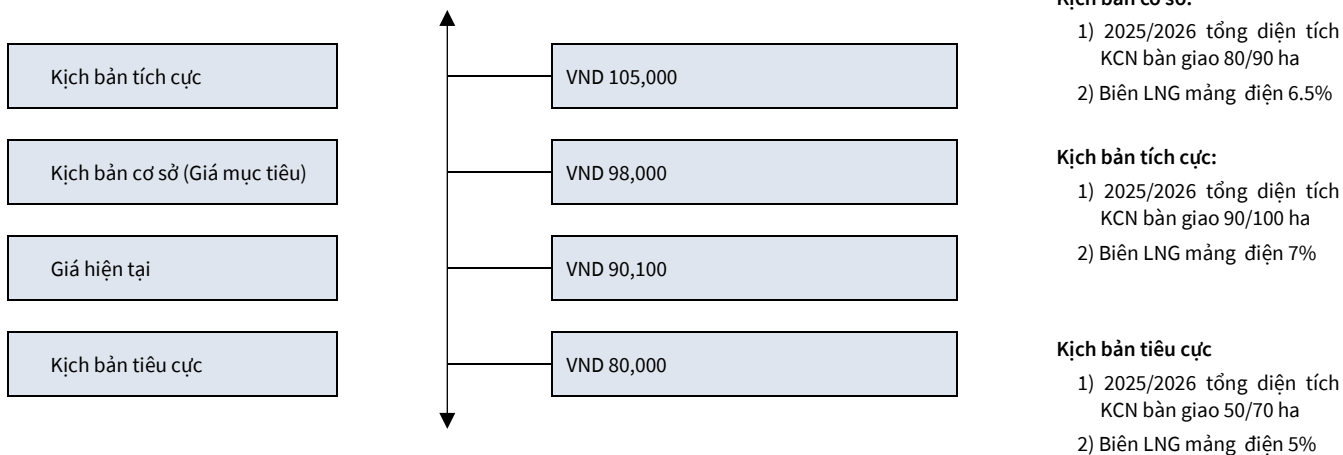 Kịch bản tích cực
VND 105,000
Kịch bản cơ sở (Giá mục tiêu)
VND 98,000
Giá hiện tại
VND 90,100
Kịch bản tiêu cực
VND 80,000
Kịch bản cơ sở:
1) 2025/2026 tổng diện tích
KCN bàn giao 80/90 ha
2) Biên LNG mảng điện 6.5%
Kịch bản tích cực:
1) 2025/2026 tổng diện tích
KCN bàn giao 90/100 ha
2) Biên LNG mảng điện 7%
Kịch bản tiêu cực
1) 2025/2026 tổng diện tích
KCN bàn giao 50/70 ha
2) Biên LNG mảng điện 5%